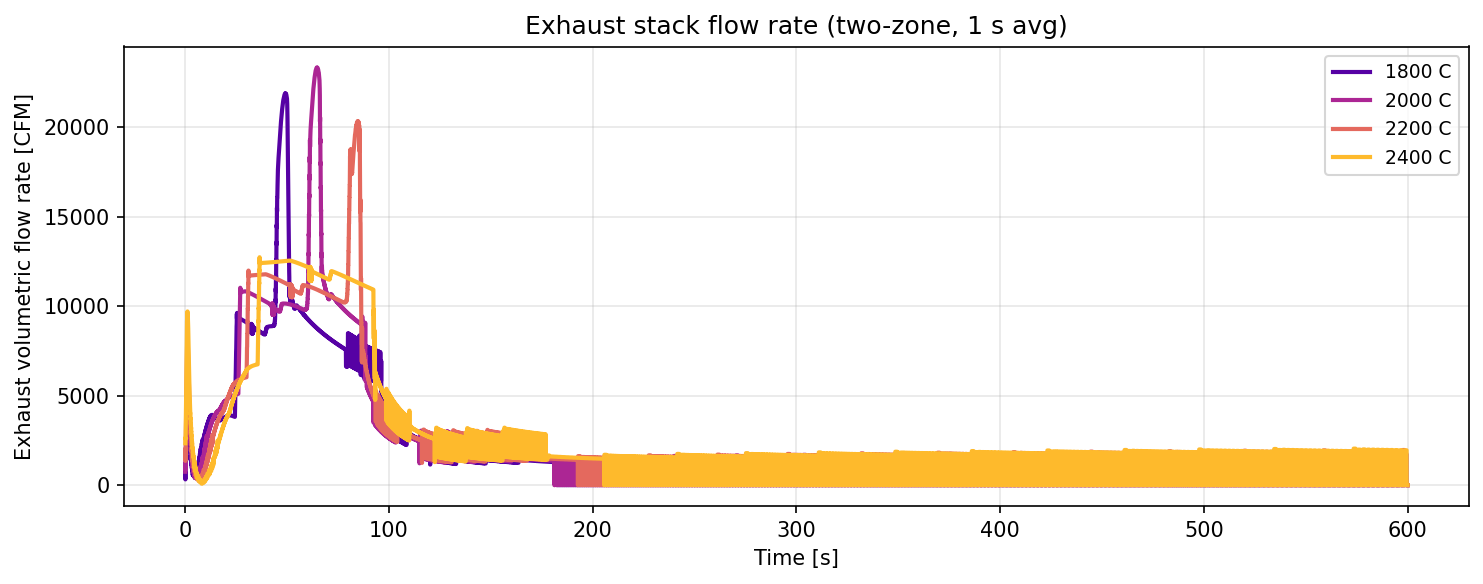 Exhaust stack flow rate (two-zone, 1 s avg)
Exhaust volumetric flow rate [CFM]
20000
15000
10000
5000
0
1800 C
2000 C
2200 C
2400 C
0 100 200 300 400 500 600
Time [s]